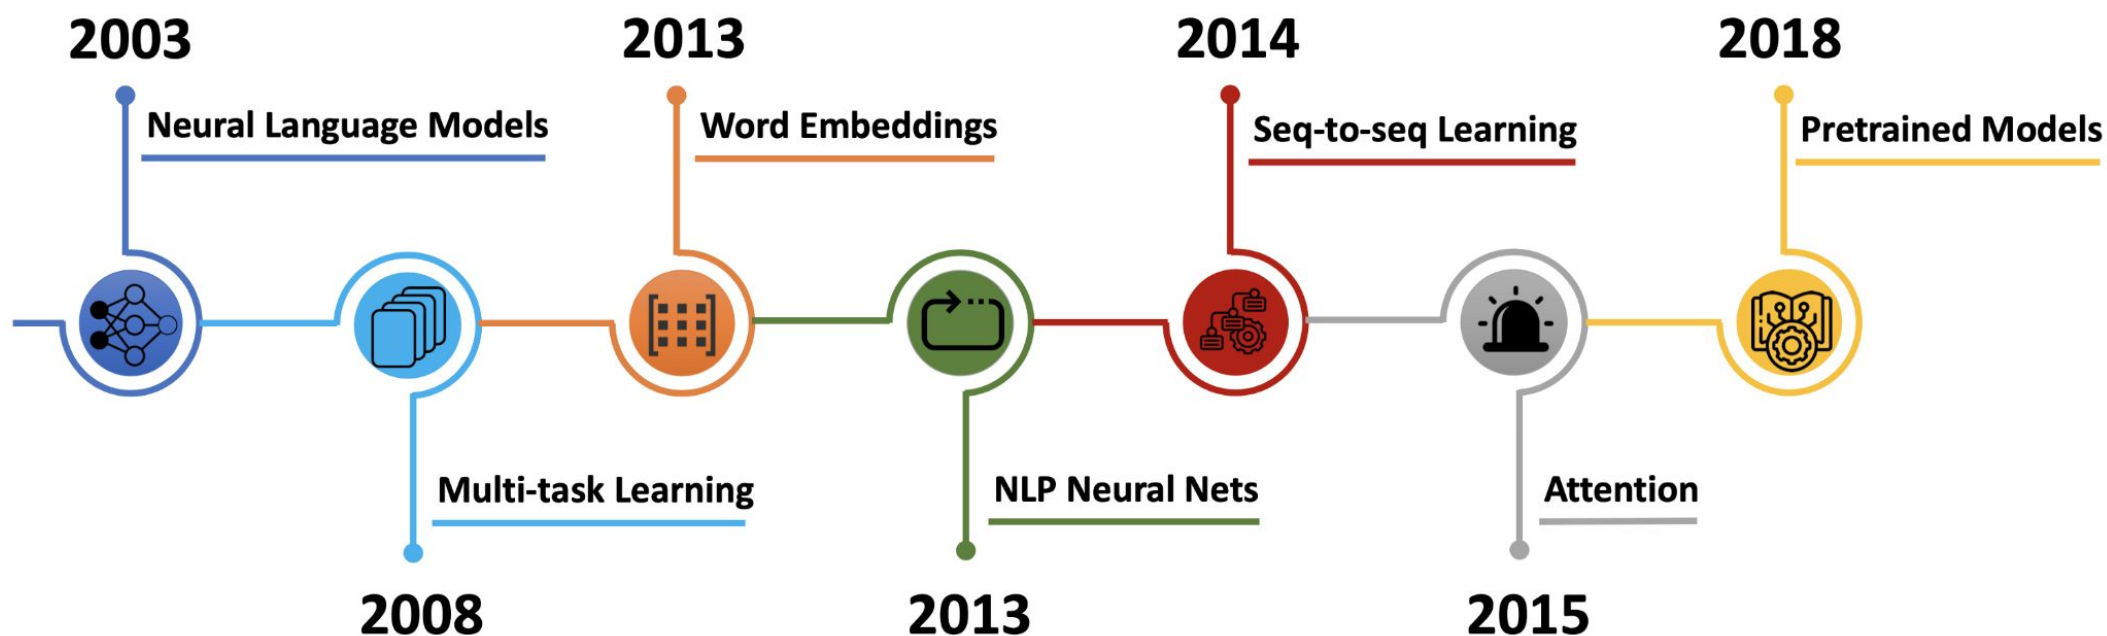 2003
Neural Language Models
2008
Multi-task Learning
2013
Word Embeddings
2013
NLP Neural Nets
2014
Seq-to-seq Learning
2015
Attention
2018
Pretrained Models